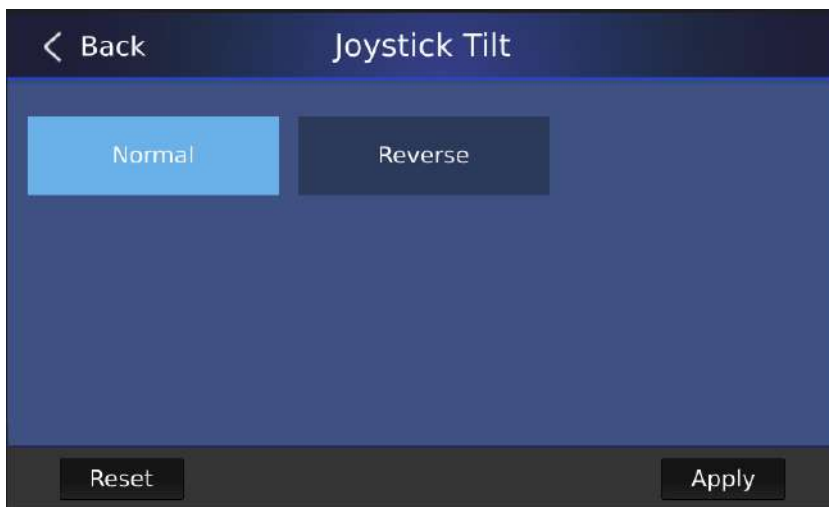 Back
Joystick Tilt
Normal
Reverse
Reset
Apply